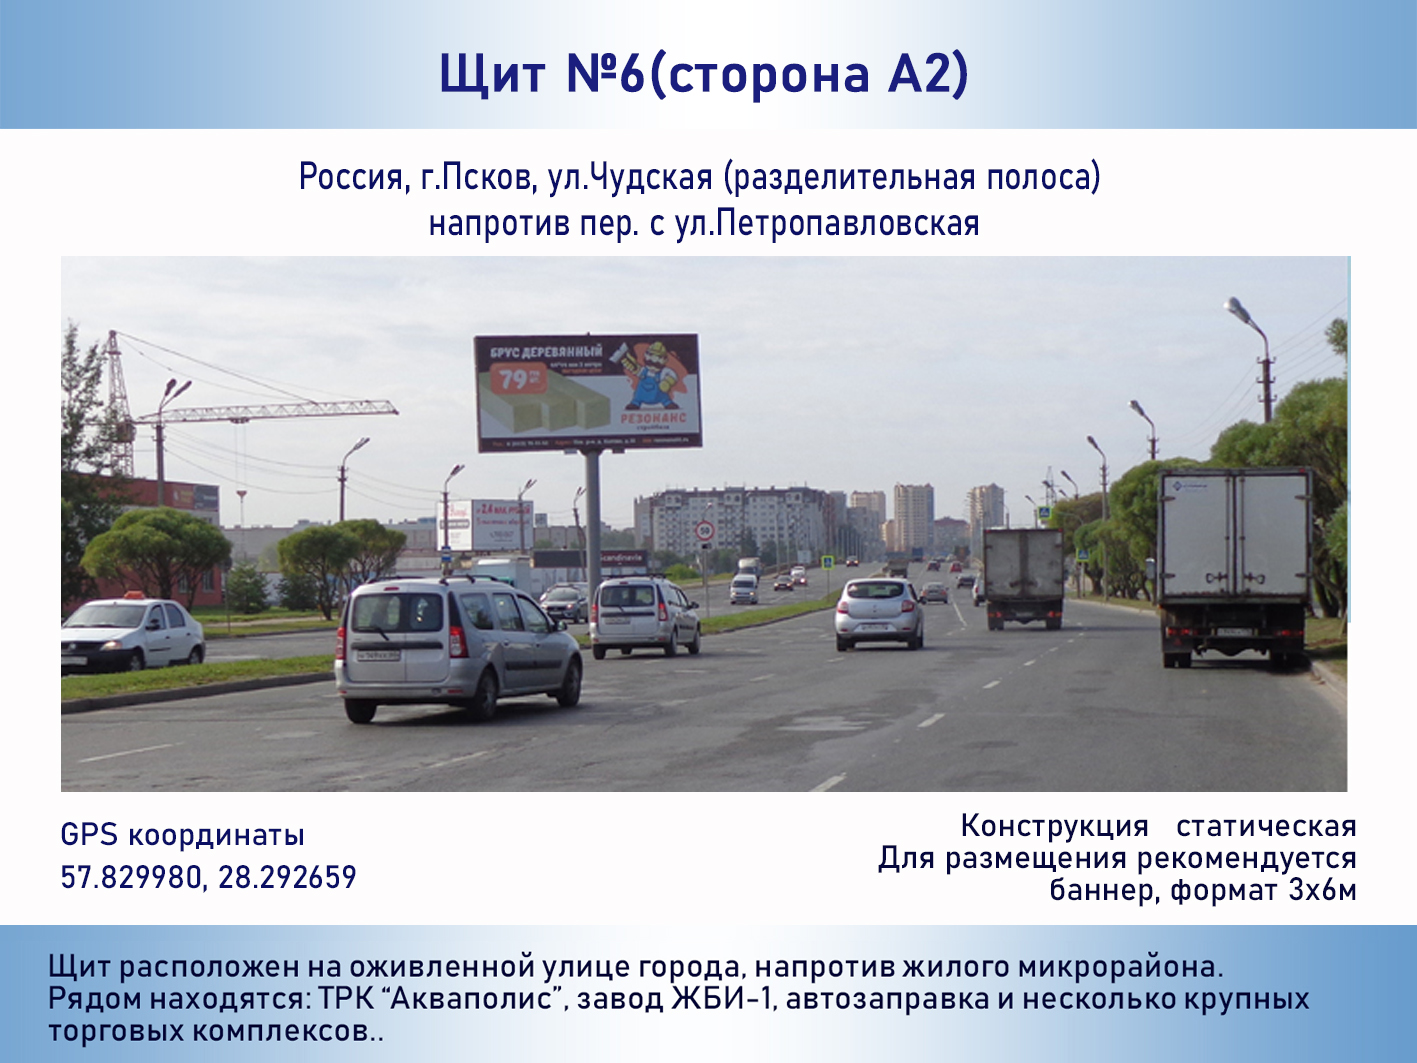 Щит №6(сторона А2)
Россия, г.Псков, ул.Чудская (разделительная полоса)
напротив пер. с ул.Петропавловская
БРУС ДЕРЕВЯННЫЙ
79
РЕЗОНАНС
50
GPS координаты
57.829980, 28.292659
Конструкция статическая
Для размещения рекомендуется
баннер, формат 3х6м
Щит расположен на оживленной улице города, напротив жилого микрорайона.
Рядом находятся: ТРК “Акваполис”, завод ЖБИ-1, автозаправка и несколько крупных
торговых комплексов..